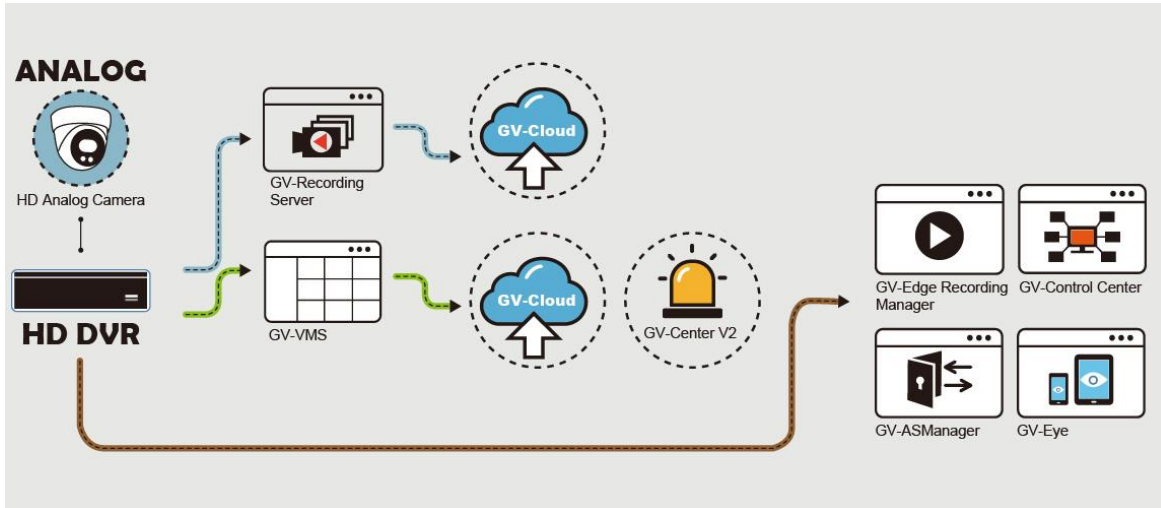 ANALOG
HD Analog Camera
HD DVR
GV-Recording
Server
GV-Cloud
GV-VMS
GV-Cloud
GV-Center V2
GV-Edge Recording
Manager
GV-Control Center
GV-ASManager
GV-Eye